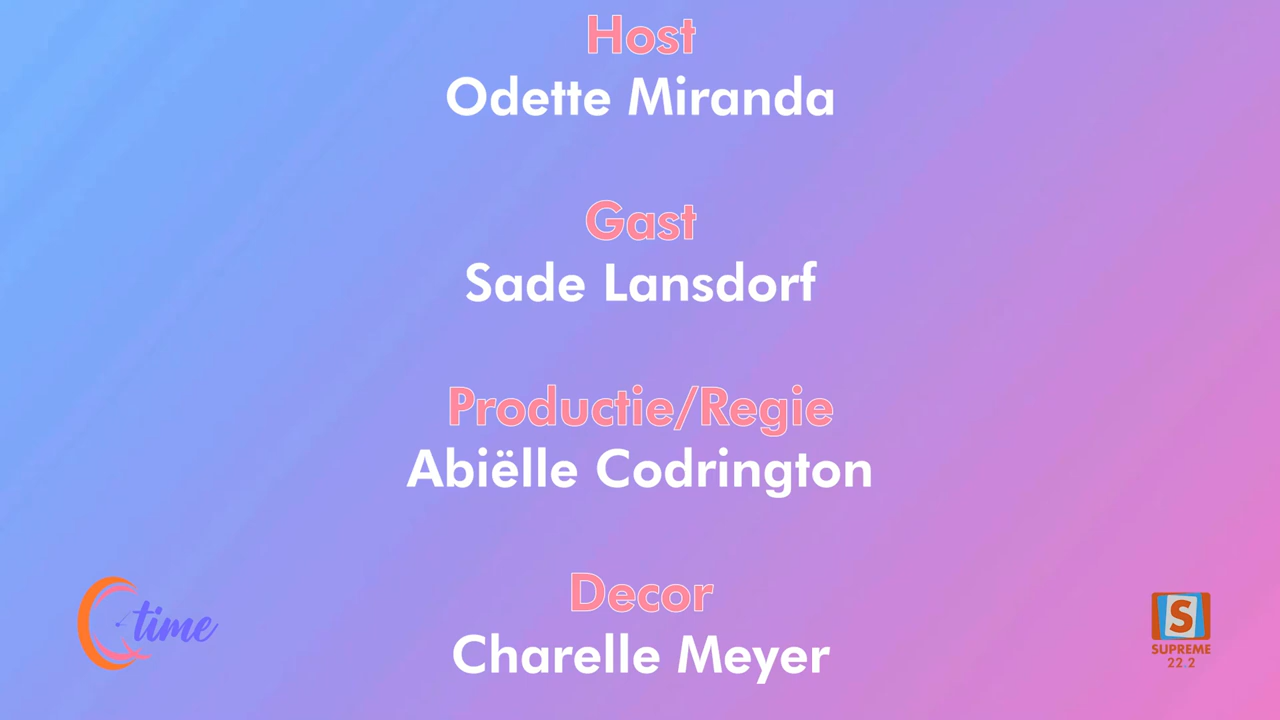 Host
Odette Miranda
Gast
Sade Lansdorf
Productie/Regie
Abiëlle Codrington
Decor
Charelle Meyer
Q time
S
SUPREME
22.2